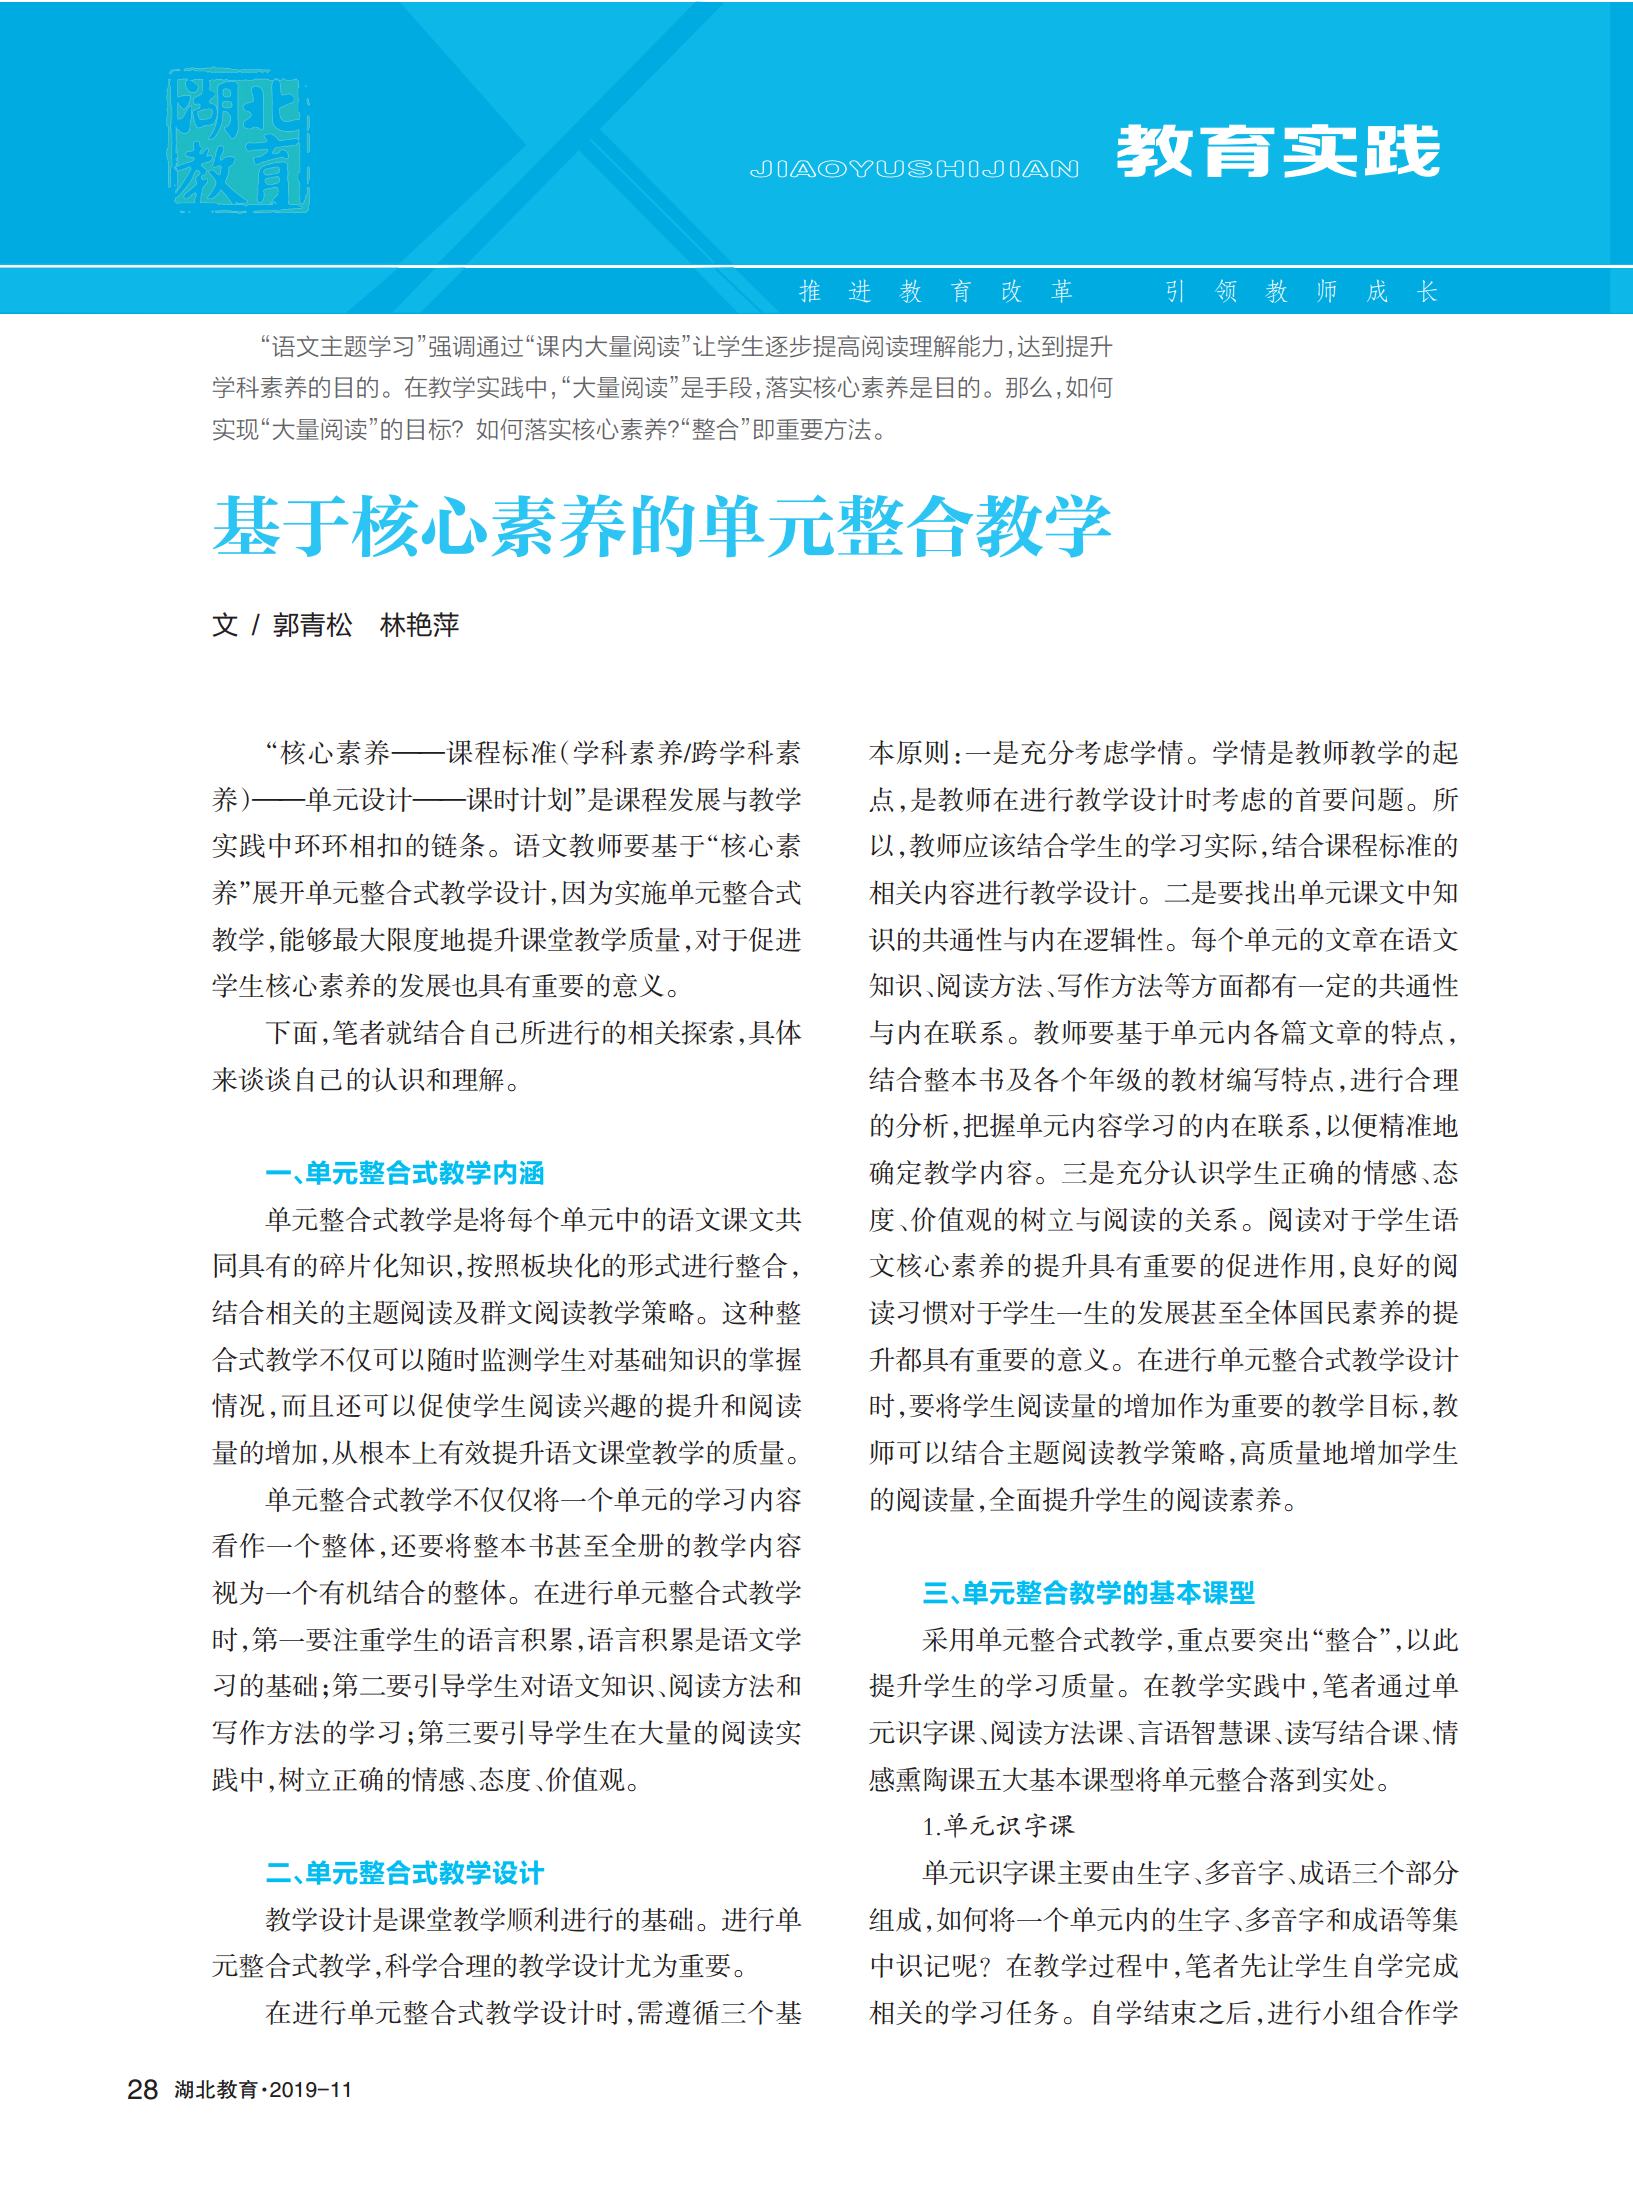 湖北
教育
JIAOYUSHIJIAN 教育实践
推进教育改革 引领教师成长
“语文主题学习”强调通过“课内大量阅读”让学生逐步提高阅读理解能力,达到提升
学科素养的目的。在教学实践中,“大量阅读”是手段,落实核心素养是目的。那么,如何
实现“大量阅读”的目标?如何落实核心素养?“整合”即重要方法。
基于核心素养的单元整合教学
文 / 郭青松 林艳萍
“核心素养——课程标准(学科素养/跨学科素
养)——单元设计——课时计划”是课程发展与教学
实践中环环相扣的链条。语文教师要基于“核心素
养”展开单元整合式教学设计,因为实施单元整合式
教学,能够最大限度地提升课堂教学质量,对于促进
学生核心素养的发展也具有重要的意义。
下面,笔者就结合自己所进行的相关探索,具体
来谈谈自己的认识和理解。
一、单元整合式教学内涵
单元整合式教学是将每个单元中的语文课文共
同具有的碎片化知识,按照板块化的形式进行整合,
结合相关的主题阅读及群文阅读教学策略。这种整
合式教学不仅可以随时监测学生对基础知识的掌握
情况,而且还可以促使学生阅读兴趣的提升和阅读
量的增加,从根本上有效提升语文课堂教学的质量。
单元整合式教学不仅仅将一个单元的学习内容
看作一个整体,还要将整本书甚至全册的教学内容
视为一个有机结合的整体。在进行单元整合式教学
时,第一要注重学生的语言积累,语言积累是语文学
习的基础;第二要引导学生对语文知识、阅读方法和
写作方法的学习;第三要引导学生在大量的阅读实
践中,树立正确的情感、态度、价值观。
二、单元整合式教学设计
教学设计是课堂教学顺利进行的基础。进行单
元整合式教学,科学合理的教学设计尤为重要。
在进行单元整合式教学设计时,需遵循三个基
本原则:一是充分考虑学情。学情是教师教学的起
点,是教师在进行教学设计时考虑的首要问题。所
以,教师应该结合学生的学习实际,结合课程标准的
相关内容进行教学设计。二是要找出单元课文中知
识的共通性与内在逻辑性。每个单元的文章在语文
知识、阅读方法、写作方法等方面都有一定的共通性
与内在联系。教师要基于单元内各篇文章的特点,
结合整本书及各个年级的教材编写特点,进行合理
的分析,把握单元内容学习的内在联系,以便精准地
确定教学内容。三是充分认识学生正确的情感、态
度、价值观的树立与阅读的关系。阅读对于学生语
文核心素养的提升具有重要的促进作用,良好的阅
读习惯对于学生一生的发展甚至全体国民素养的提
升都具有重要的意义。在进行单元整合式教学设计
时,要将学生阅读量的增加作为重要的教学目标,教
师可以结合主题阅读教学策略,高质量地增加学生
的阅读量,全面提升学生的阅读素养。
三、单元整合教学的基本课型
采用单元整合式教学,重点要突出“整合”,以此
提升学生的学习质量。在教学实践中,笔者通过单
元识字课、阅读方法课、言语智慧课、读写结合课、情
感熏陶课五大基本课型将单元整合落到实处。
1.单元识字课
单元识字课主要由生字、多音字、成语三个部分
组成,如何将一个单元内的生字、多音字和成语等集
中识记呢?在教学过程中,笔者先让学生自学完成
相关的学习任务。自学结束之后,进行小组合作学
28 湖北教育·2019-11